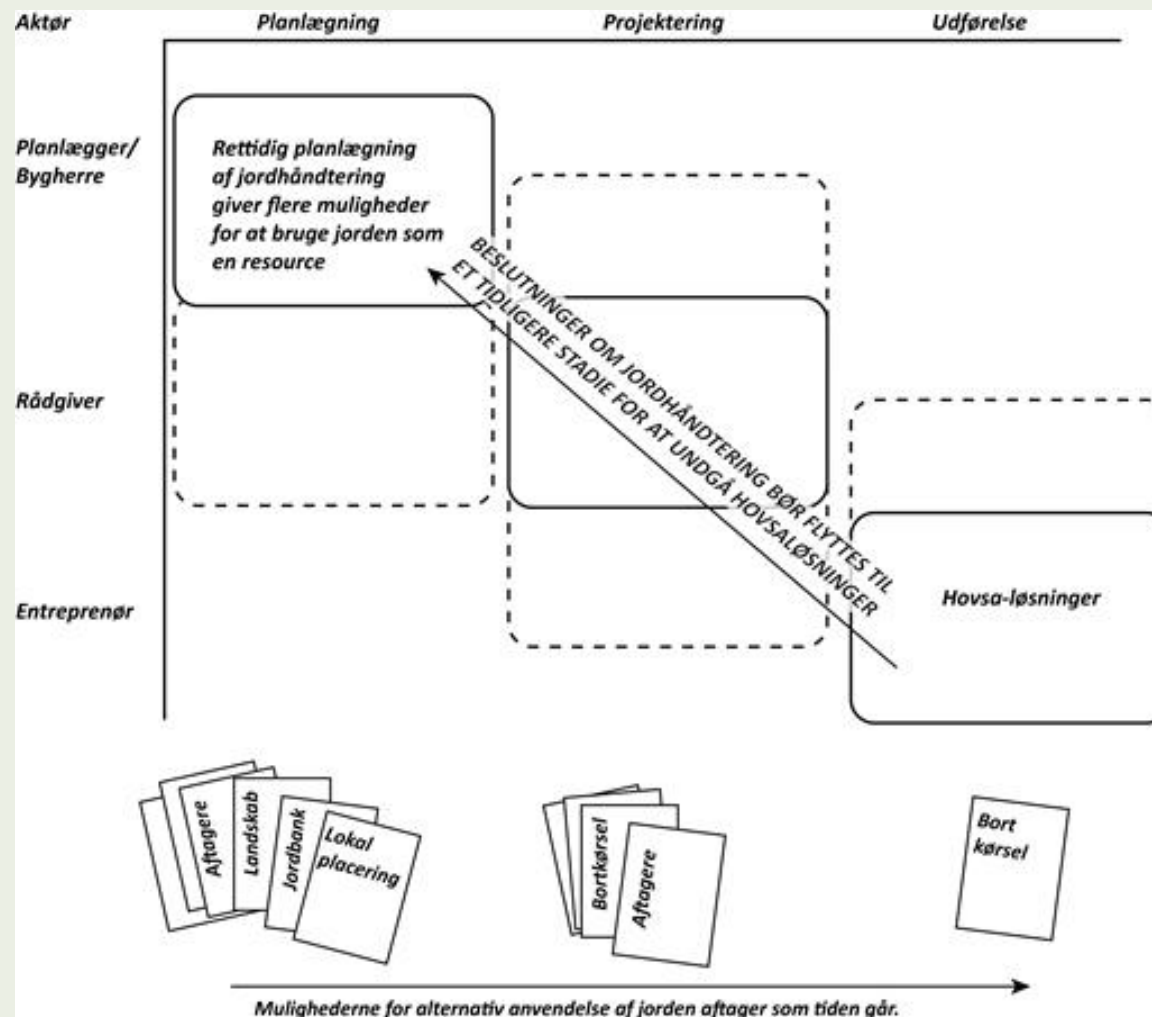 Aktør Planlægning Projektering Udførelse
Planlægger/
Bygherre
Rettidig planlægning
af jordhåndtering
giver flere muligheder
for at bruge jorden som
en resource
BESLUTNINGER OM JORDHÅNDTERING BØR FLYTTES TIL
ET TIDLIGERE STADIE FOR AT UNDGÅ HOVSALØSNINGER
Rådgiver
Entreprenør
Hovsa-løsninger
Aftagere
Landskab
Jordbank
Lokal
placering
Bortkørsel
Aftagere
Bort
kørsel
Mulighederne for alternativ anvendelse af jorden aftager som tiden går.